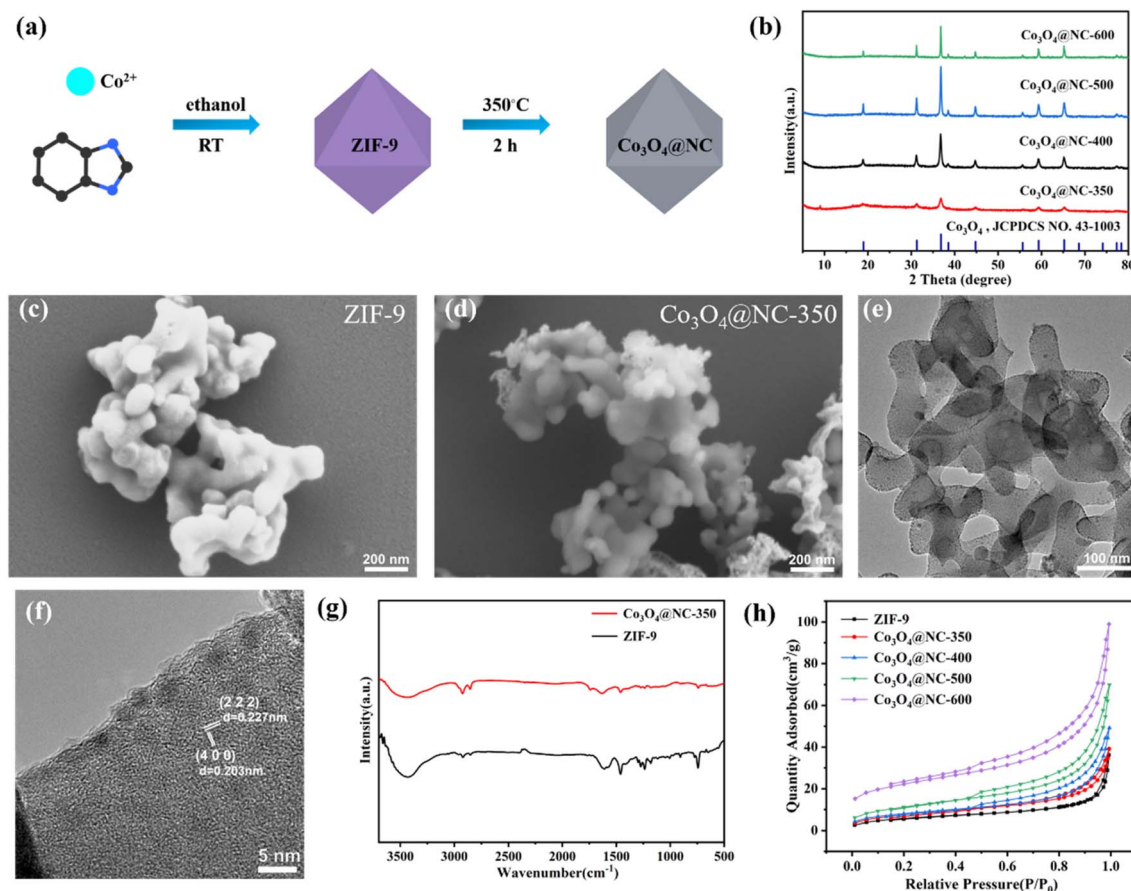 (a)
Co²⁺
ethanol
RT
ZIF-9
350°C
2 h
Co₃O₄@NC
(b)
Intensity(a.u.)
Co₃O₄@NC-600
Co₃O₄@NC-500
Co₃O₄@NC-400
Co₃O₄@NC-350
Co₃O₄ , JCPDCS NO. 43-1003
10 20 30 40 50 60 70 80
2 Theta (degree)
(c)
ZIF-9
200 nm
(d)
Co₃O₄@NC-350
200 nm
(e)
100 nm
(f)
(2 2 2)
d=0.227nm
(4 0 0)
d=0.203nm
5 nm
(g)
Intensity(a.u.)
Co₃O₄@NC-350
ZIF-9
3500 3000 2500 2000 1500 1000 500
Wavenumber(cm⁻¹)
(h)
Quantity Adsorbed(cm³/g)
100
80
60
40
20
0
ZIF-9
Co₃O₄@NC-350
Co₃O₄@NC-400
Co₃O₄@NC-500
Co₃O₄@NC-600
0.0 0.2 0.4 0.6 0.8 1.0
Relative Pressure(P/P₀)